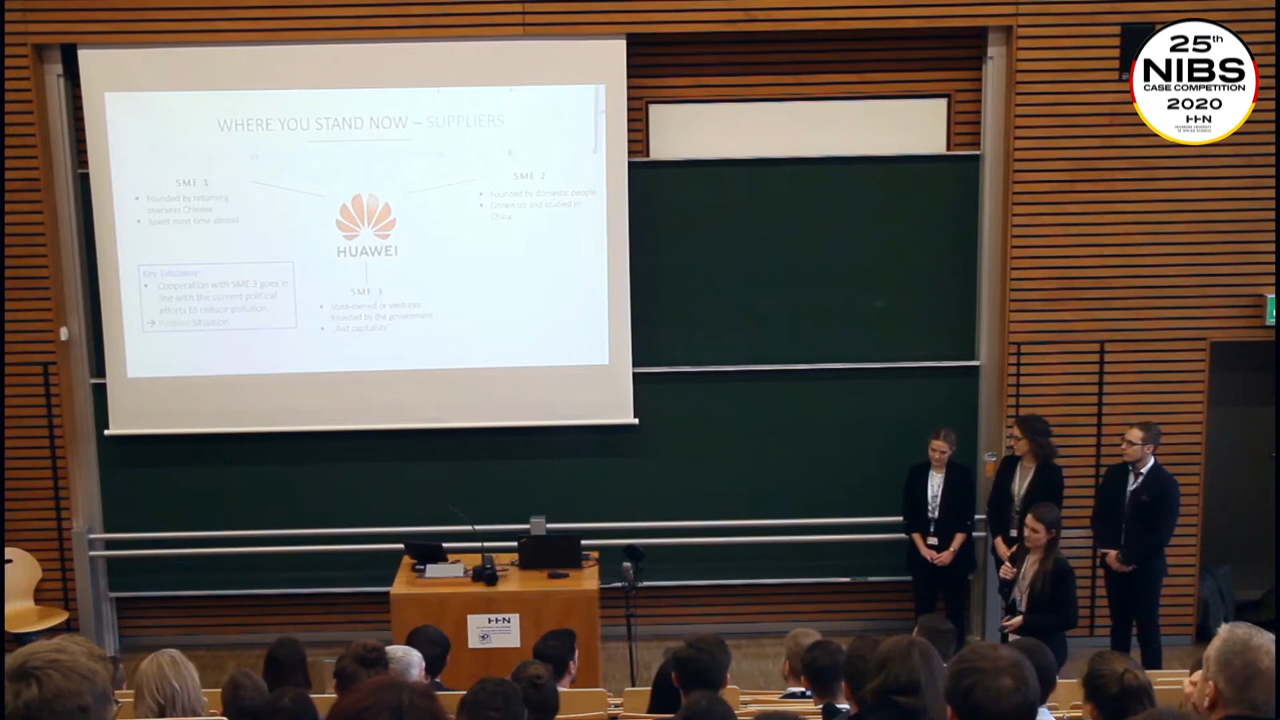 25th
NIBS
CASE COMPETITION
2020
HHN
WHERE YOU STAND NOW – SUPPLIERS
SME 1
• Founded by returning
overseas Chinese
• Spent most time abroad
SME 2
• Founded by domestic people
• Grown up and studied in
China
HUAWEI
Key Takeaway:
• Cooperation with SME 3 goes in
line with the current political
efforts to reduce pollution
→ Positive Situation
SME 3
• State-owned or ventures
founded by the government
• „Red capitalists"
HHN